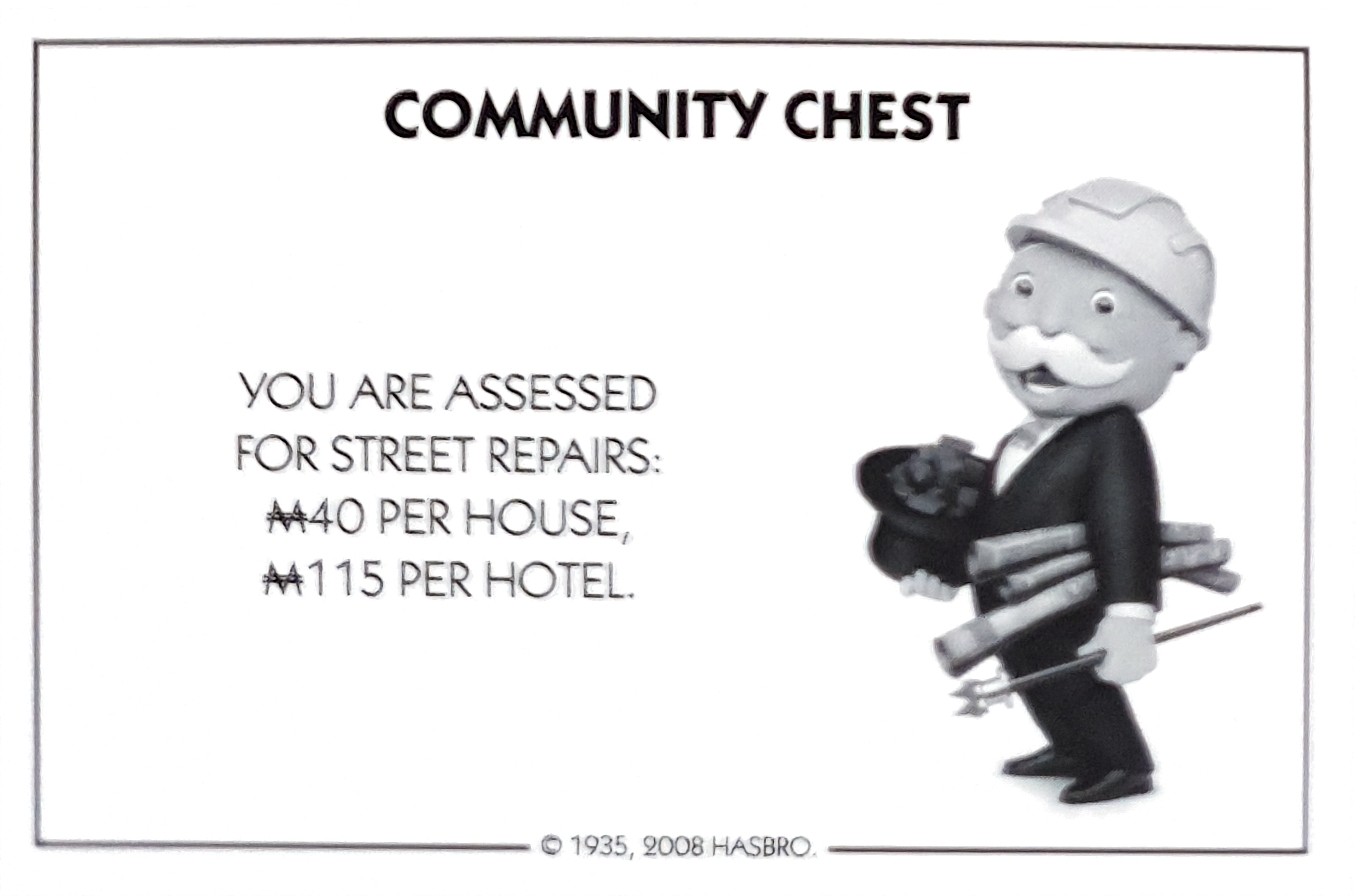 COMMUNITY CHEST
YOU ARE ASSESSED
FOR STREET REPAIRS:
₩40 PER HOUSE,
₩115 PER HOTEL.
© 1935, 2008 HASBRO.